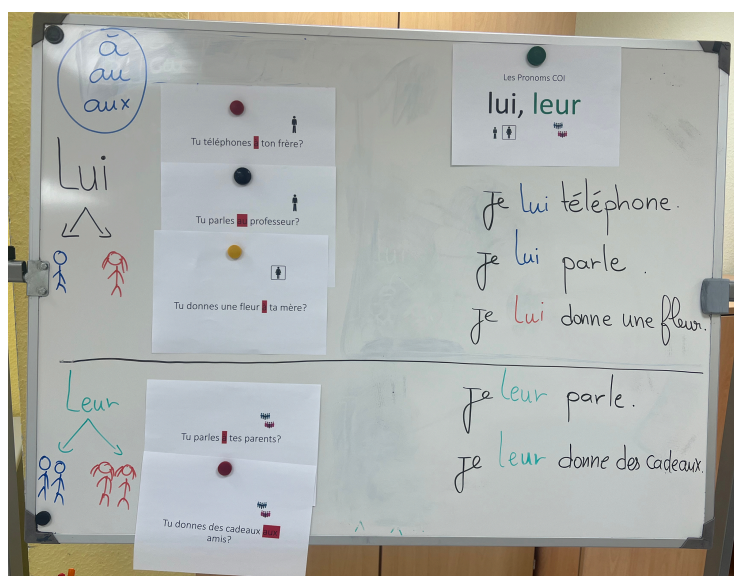 à
au
aux
Les Pronoms COI
lui, leur
Lui
Tu téléphones à ton frère?
Je lui téléphone.
Tu parles au professeur?
Je lui parle.
Tu donnes une fleur à ta mère?
Je lui donne une fleur.
Leur
Tu parles à tes parents?
Je leur parle.
Tu donnes des cadeaux aux
amis?
Je leur donne des cadeaux.